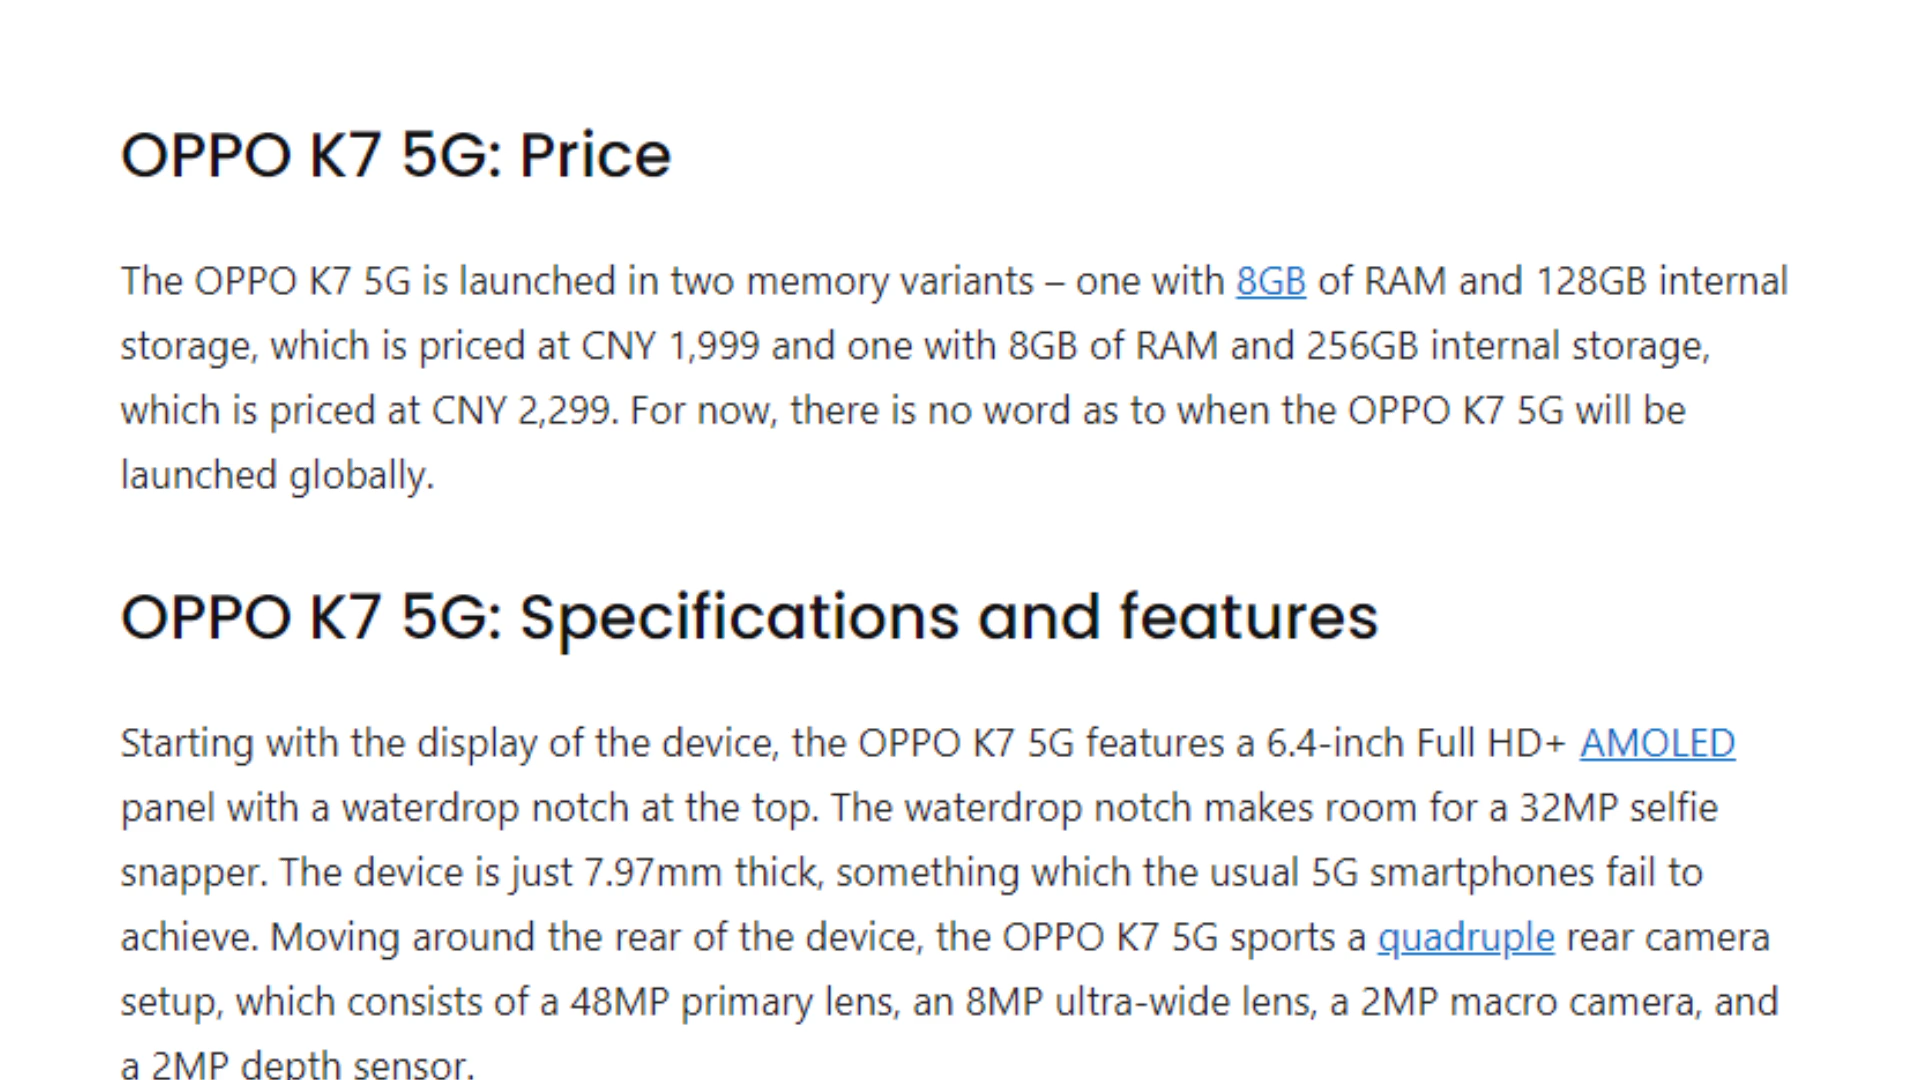 OPPO K7 5G: Price
The OPPO K7 5G is launched in two memory variants – one with 8GB of RAM and 128GB internal
storage, which is priced at CNY 1,999 and one with 8GB of RAM and 256GB internal storage,
which is priced at CNY 2,299. For now, there is no word as to when the OPPO K7 5G will be
launched globally.
OPPO K7 5G: Specifications and features
Starting with the display of the device, the OPPO K7 5G features a 6.4-inch Full HD+ AMOLED
panel with a waterdrop notch at the top. The waterdrop notch makes room for a 32MP selfie
snapper. The device is just 7.97mm thick, something which the usual 5G smartphones fail to
achieve. Moving around the rear of the device, the OPPO K7 5G sports a quadruple rear camera
setup, which consists of a 48MP primary lens, an 8MP ultra-wide lens, a 2MP macro camera, and
a 2MP depth sensor.